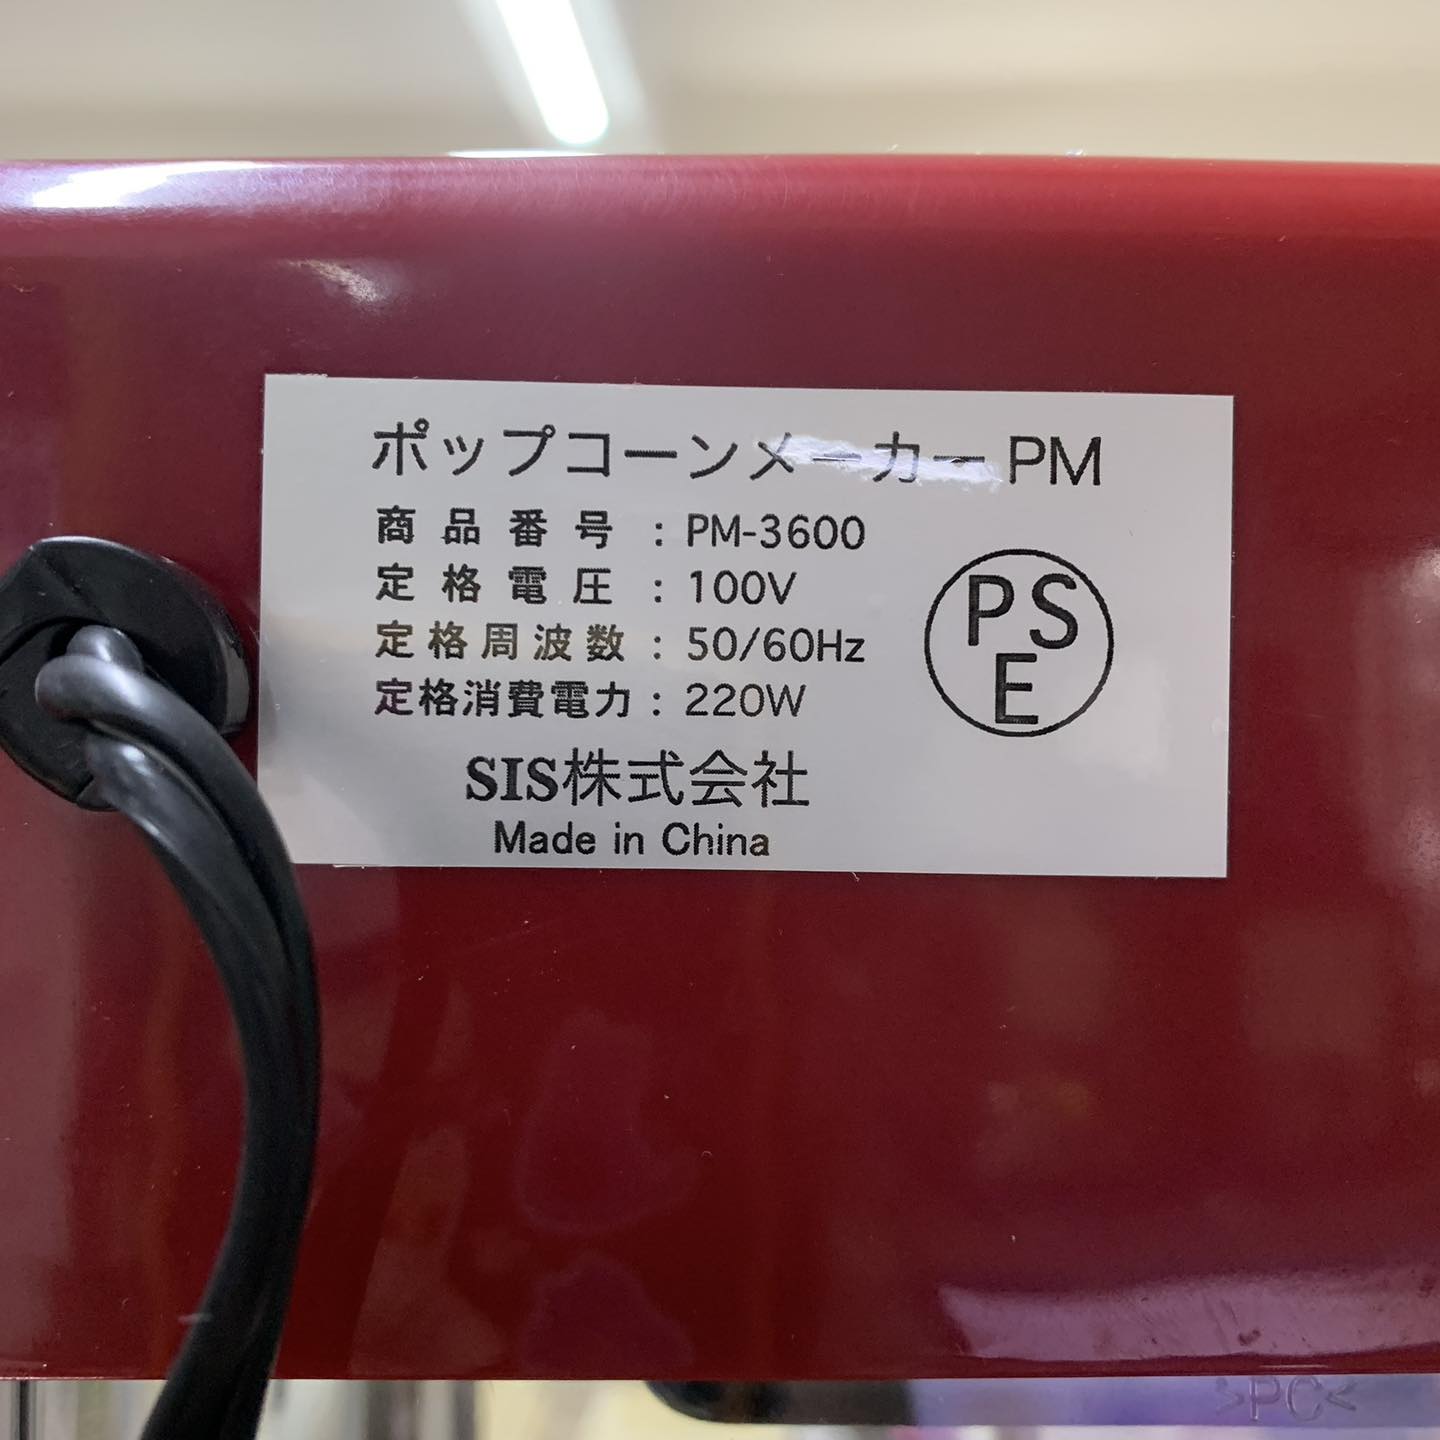 ポップコーンメーカーPM
商品番号：PM-3600
定格電圧：100V
定格周波数：50/60Hz
定格消費電力：220W
PS
E
SIS株式会社
Made in China
>PC<